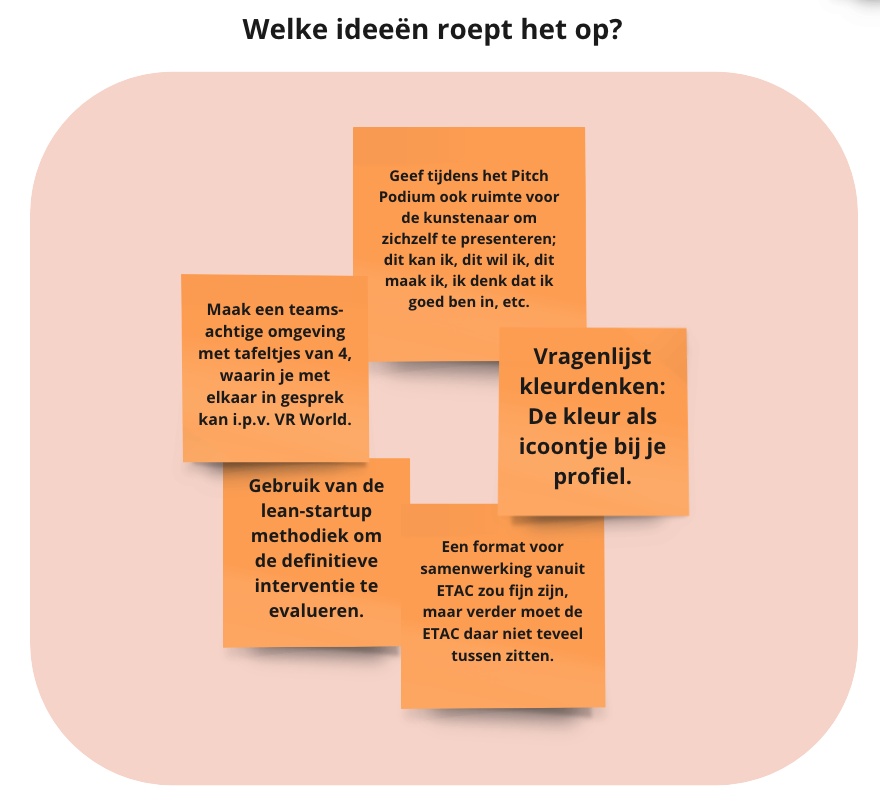 Welke ideeën roept het op?
Geef tijdens het Pitch
Podium ook ruimte voor
de kunstenaar om
zichzelf te presenteren;
dit kan ik, dit wil ik, dit
maak ik, ik denk dat ik
goed ben in, etc.
Maak een teams-
achtige omgeving
met tafeltjes van 4,
waarin je met
elkaar in gesprek
kan i.p.v. VR World.
Vragenlijst
kleurdenken:
De kleur als
icoontje bij je
profiel.
Gebruik van de
lean-startup
methodiek om
de definitieve
interventie te
evalueren.
Een format voor
samenwerking vanuit
ETAC zou fijn zijn,
maar verder moet de
ETAC daar niet teveel
tussen zitten.